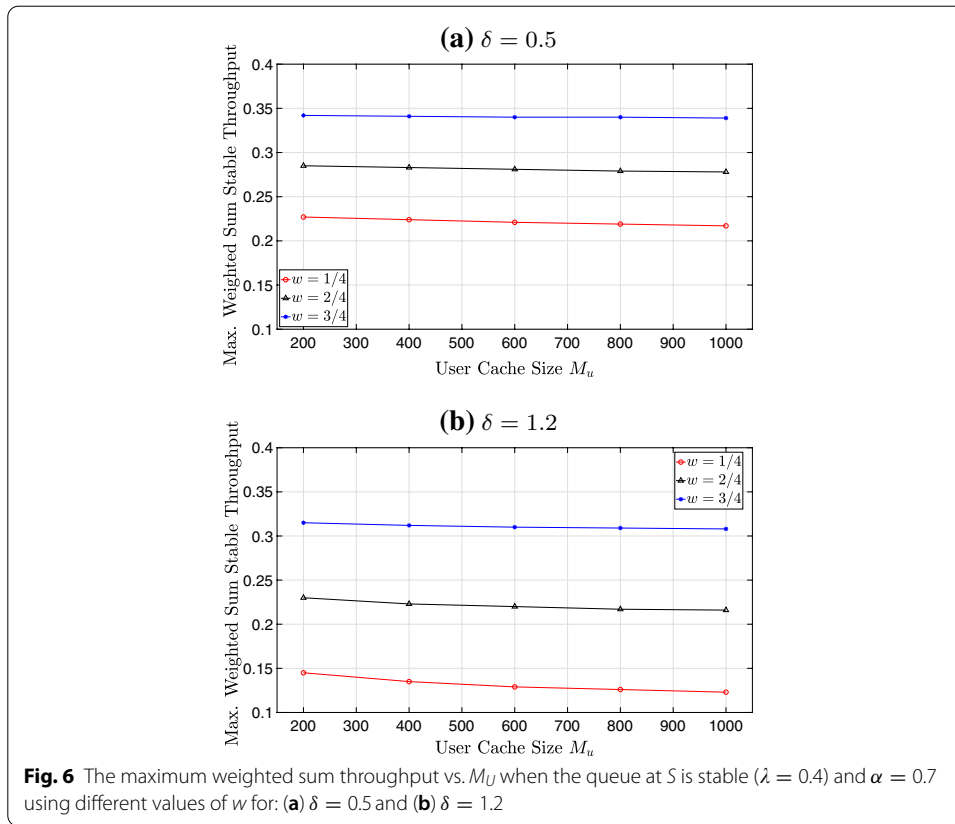 (a) δ = 0.5
Max. Weighted Sum Stable Throughput
0.4
0.35
0.3
0.25
0.2
0.15
0.1
w = 1/4
w = 2/4
w = 3/4
200 300 400 500 600 700 800 900 1000
User Cache Size M_u
(b) δ = 1.2
Max. Weighted Sum Stable Throughput
0.4
0.35
0.3
0.25
0.2
0.15
0.1
w = 1/4
w = 2/4
w = 3/4
200 300 400 500 600 700 800 900 1000
User Cache Size M_u
Fig. 6 The maximum weighted sum throughput vs. M_U when the queue at S is stable (λ = 0.4) and α = 0.7
using different values of w for: (a) δ = 0.5 and (b) δ = 1.2